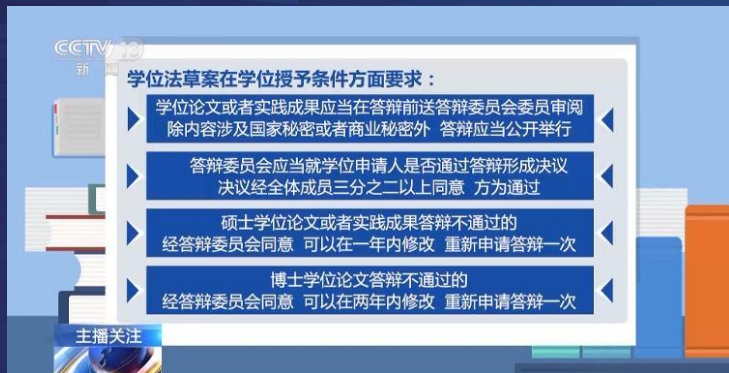 CCTV 13
新闻
学位法草案在学位授予条件方面要求：
学位论文或者实践成果应当在答辩前送答辩委员会委员审阅
除内容涉及国家秘密或者商业秘密外 答辩应当公开举行
答辩委员会应当就学位申请人是否通过答辩形成决议
决议经全体成员三分之二以上同意 方为通过
硕士学位论文或者实践成果答辩不通过的
经答辩委员会同意 可以在一年内修改 重新申请答辩一次
博士学位论文答辩不通过的
经答辩委员会同意 可以在两年内修改 重新申请答辩一次
主播关注